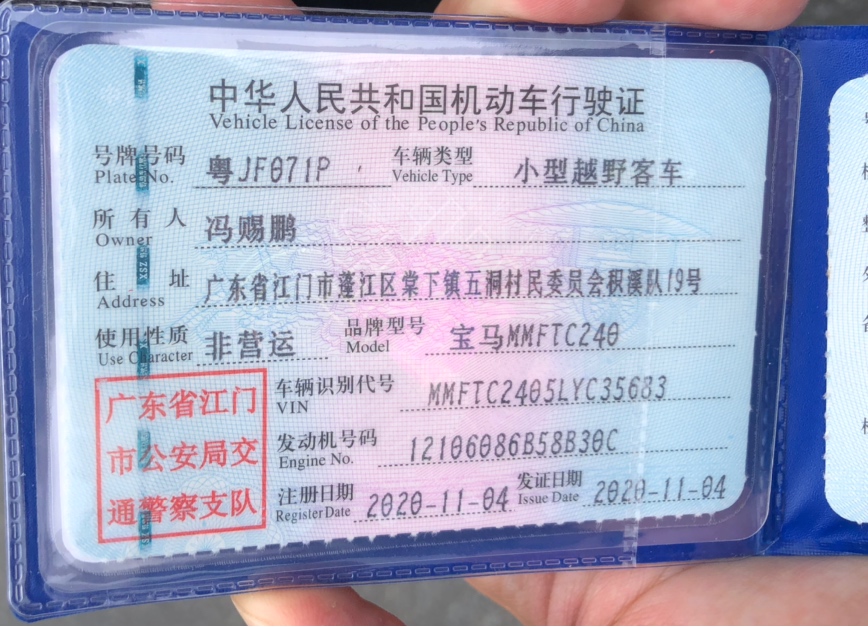 中华人民共和国机动车行驶证
Vehicle License of the People's Republic of China
号牌号码 粤JF071P 车辆类型 小型越野客车
Plate No. Vehicle Type
所有人 冯赐鹏
Owner
住址 广东省江门市蓬江区棠下镇五洞村民委员会积溪队19号
Address
使用性质 非营运 品牌型号 宝马MMFTC240
Use Character Model
广东省江门
市公安局交
通警察支队
车辆识别代号 MMFTC2405LYC35683
VIN
发动机号码 12106086B58B30C
Engine No.
注册日期 2020-11-04 发证日期 2020-11-04
Register Date Issue Date